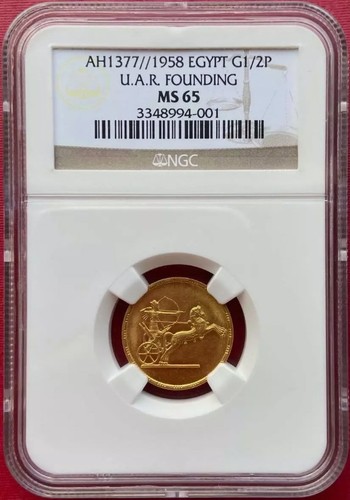 AH1377//1958 EGYPT G1/2P
U.A.R. FOUNDING
MS 65
3348994-001
NGC